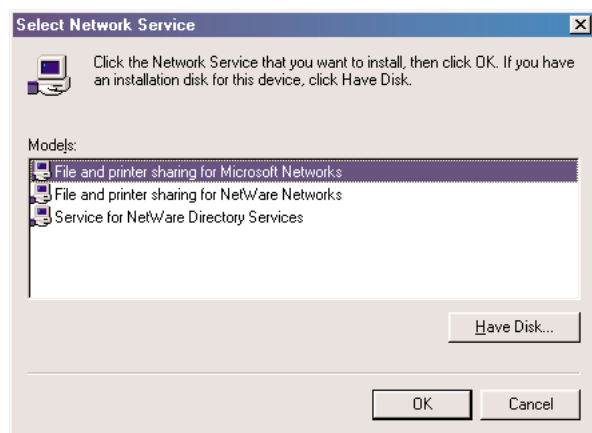 Select Network Service
Click the Network Service that you want to install, then click OK. If you have
an installation disk for this device, click Have Disk.
Models:
File and printer sharing for Microsoft Networks
File and printer sharing for NetWare Networks
Service for NetWare Directory Services
Have Disk...
OK
Cancel